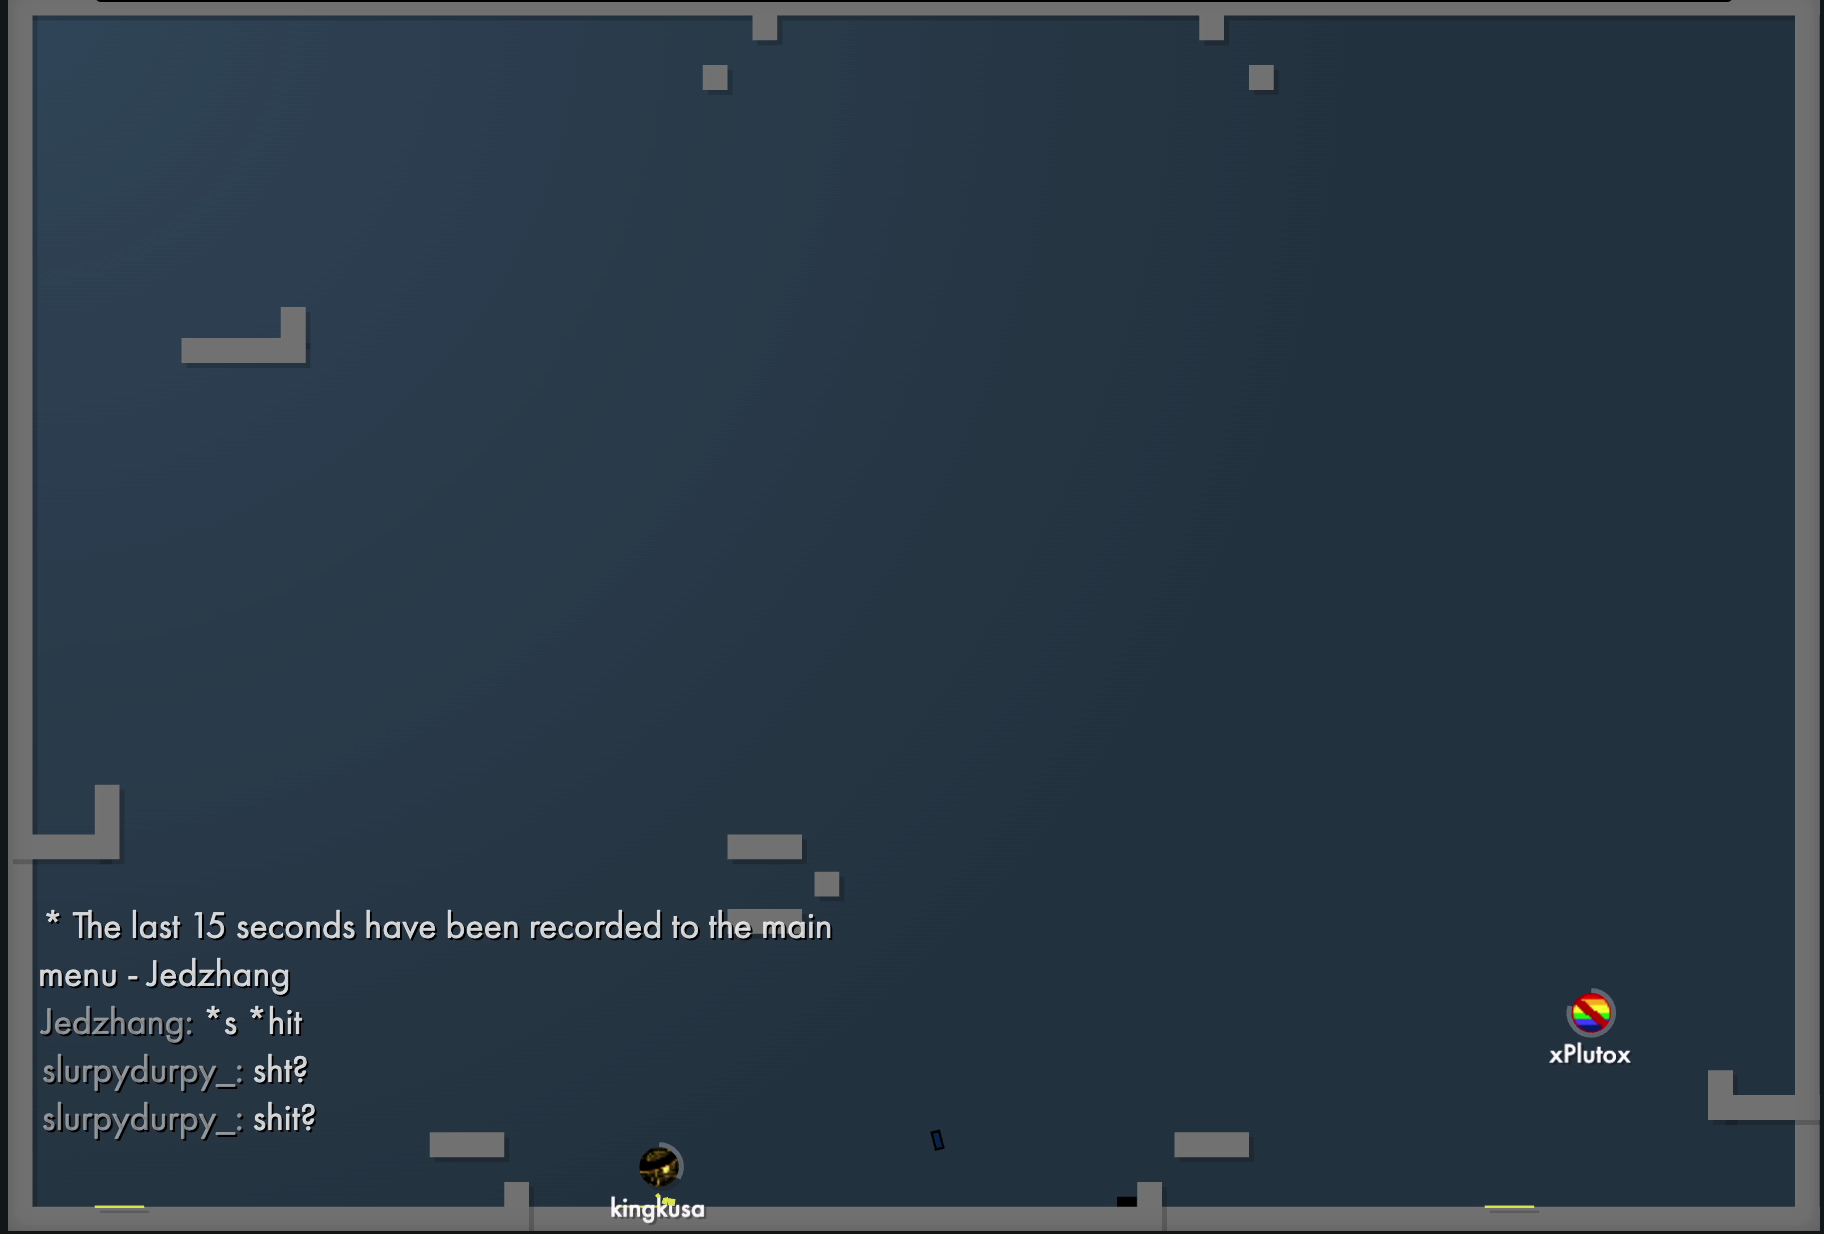 * The last 15 seconds have been recorded to the main
menu - Jedzhang
Jedzhang: *s *hit
slurpydurpy_: sht?
slurpydurpy_: shit?
xPlutox
kingkusa